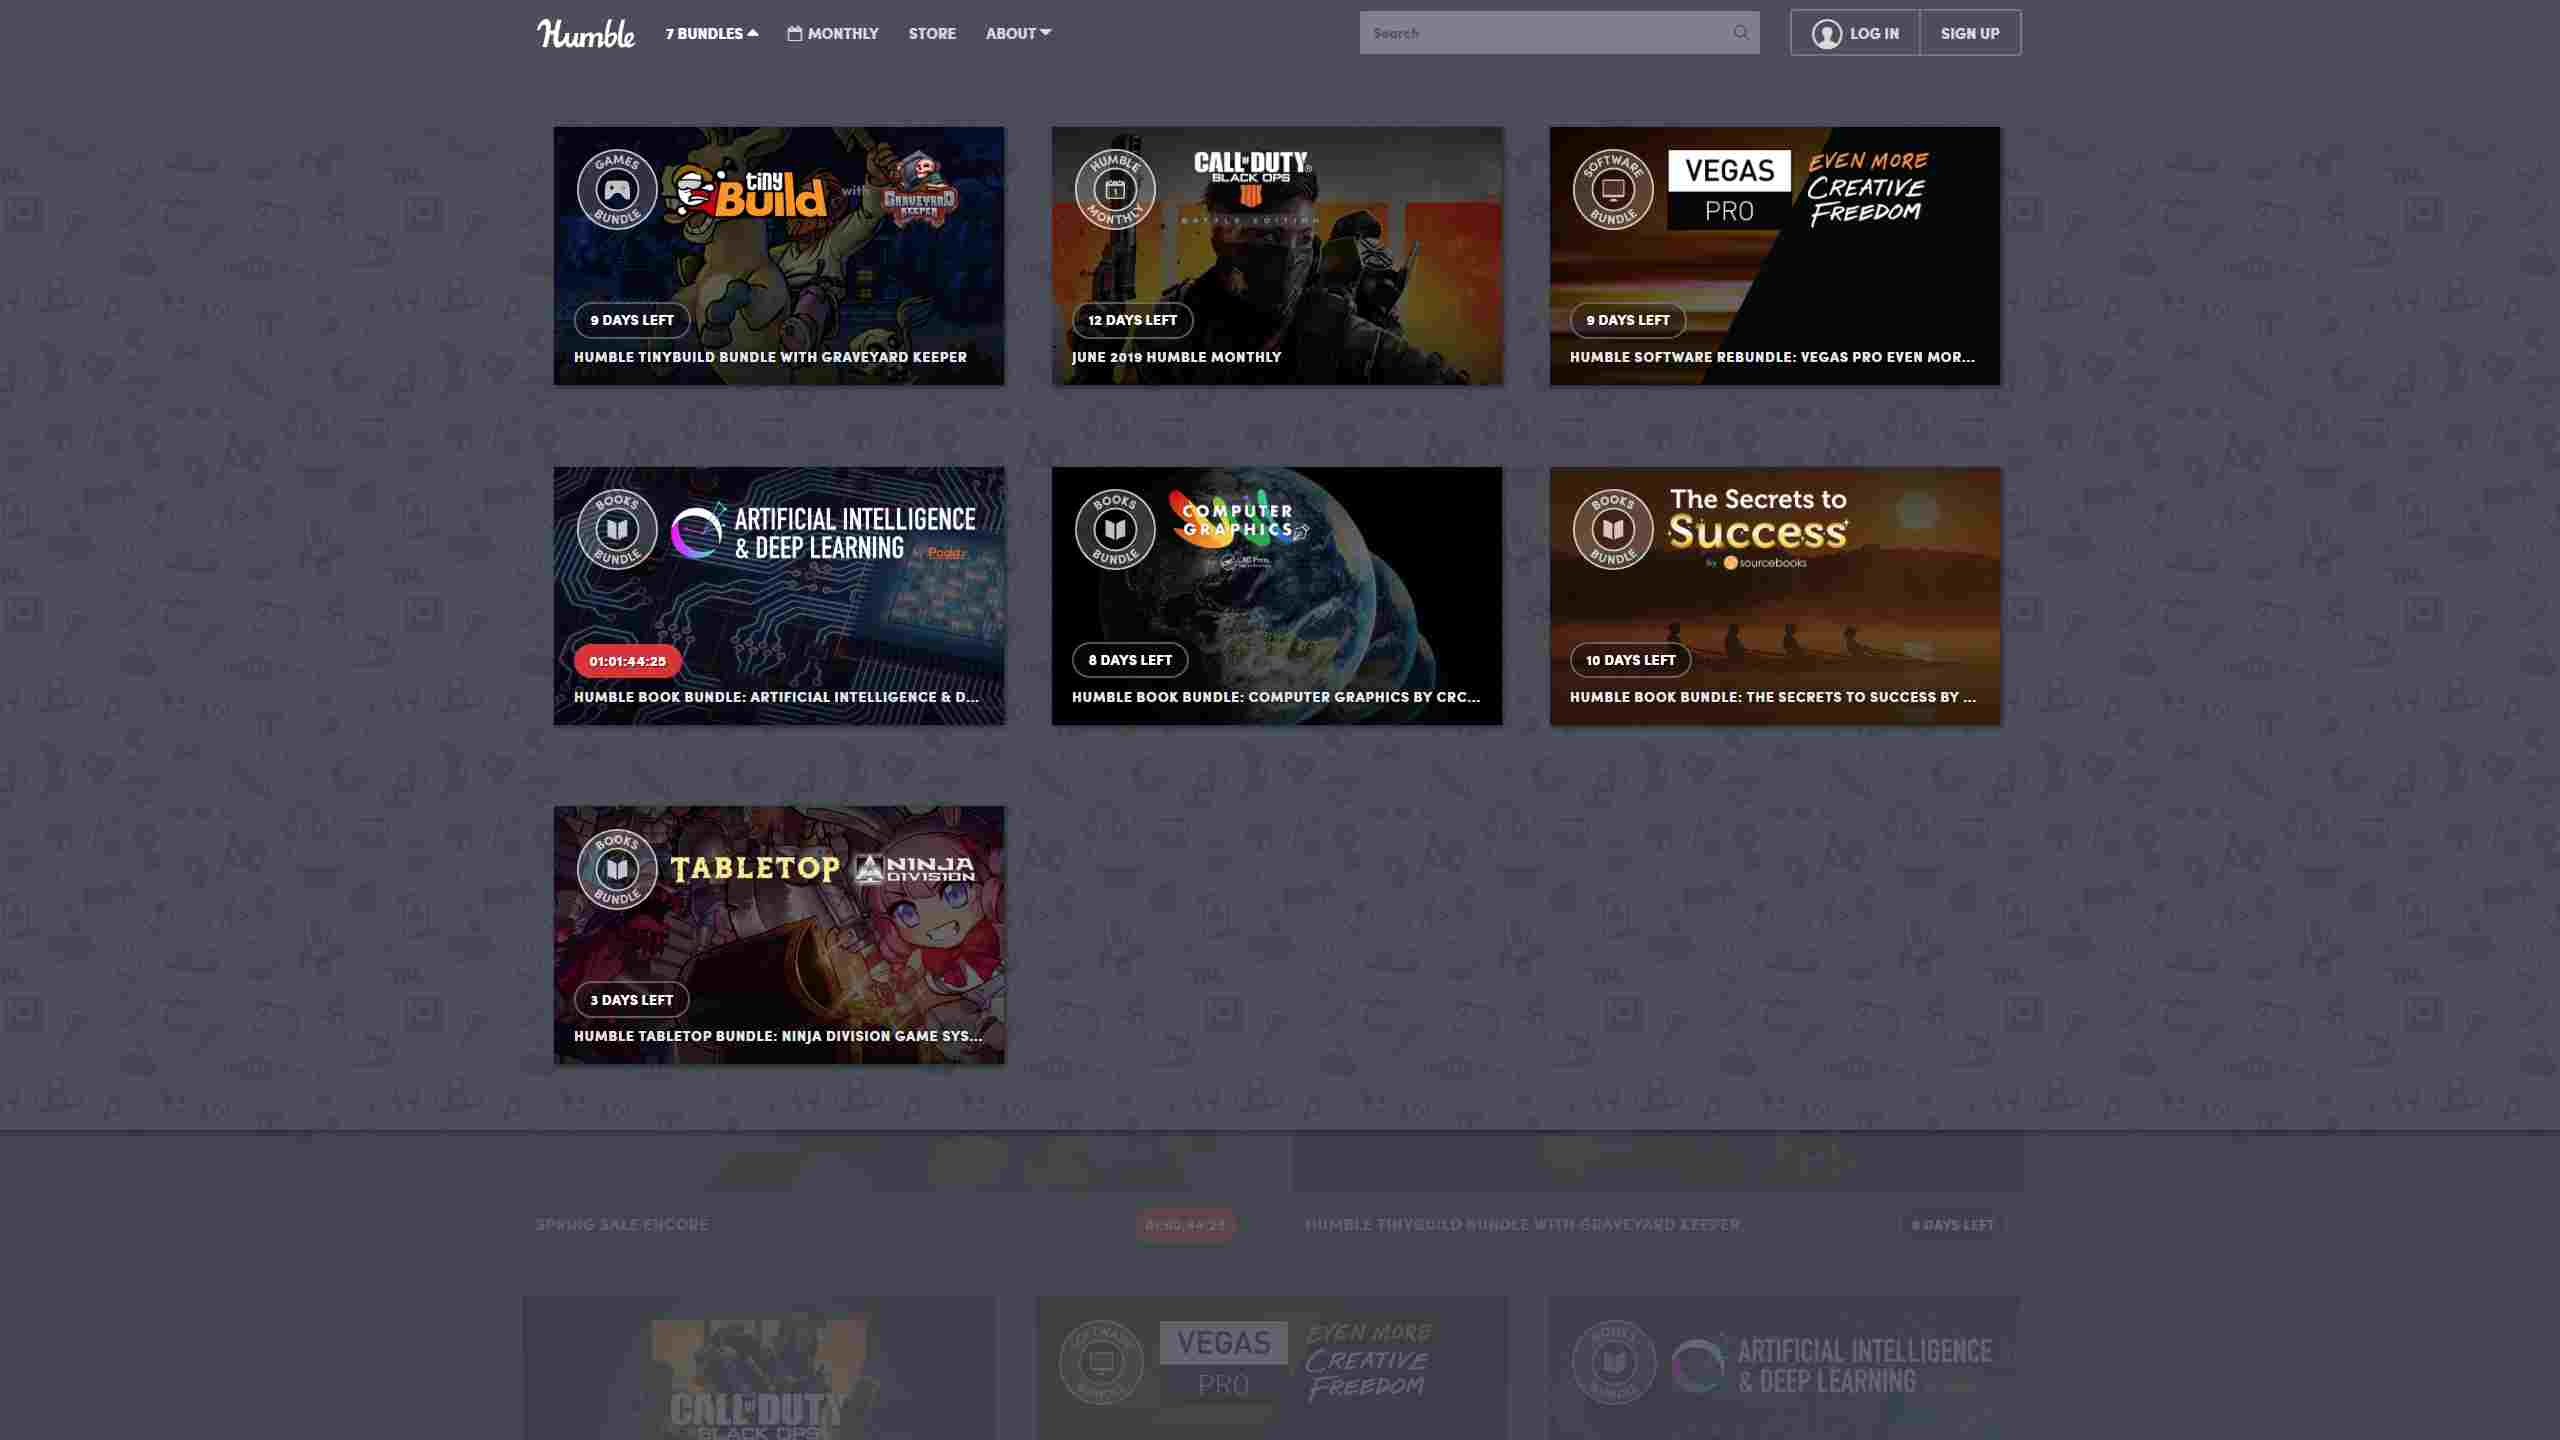 Humble
7 BUNDLES
MONTHLY
STORE
ABOUT
Search
LOG IN
SIGN UP
GAMES BUNDLE
tiny Build with GRAVEYARD KEEPER
9 DAYS LEFT
HUMBLE TINYBUILD BUNDLE WITH GRAVEYARD KEEPER
HUMBLE MONTHLY
CALL OF DUTY
BLACK OPS
BATTLE EDITION
12 DAYS LEFT
JUNE 2019 HUMBLE MONTHLY
SOFTWARE BUNDLE
VEGAS
PRO
EVEN MORE
CREATIVE
FREEDOM
9 DAYS LEFT
HUMBLE SOFTWARE REBUNDLE: VEGAS PRO EVEN MOR...
BOOKS BUNDLE
ARTIFICIAL INTELLIGENCE
& DEEP LEARNING by Packt
01:01:44:25
HUMBLE BOOK BUNDLE: ARTIFICIAL INTELLIGENCE & D...
BOOKS BUNDLE
COMPUTER
GRAPHICS
8 DAYS LEFT
HUMBLE BOOK BUNDLE: COMPUTER GRAPHICS BY CRC...
BOOKS BUNDLE
The Secrets to
Success
by sourcebooks
10 DAYS LEFT
HUMBLE BOOK BUNDLE: THE SECRETS TO SUCCESS BY ...
BOOKS BUNDLE
TABLETOP
NINJA
DIVISION
3 DAYS LEFT
HUMBLE TABLETOP BUNDLE: NINJA DIVISION GAME SYS...
SPRING SALE ENCORE
HUMBLE TINYBUILD BUNDLE WITH GRAVEYARD KEEPER
9 DAYS LEFT
CALL OF DUTY
BLACK OPS
SOFTWARE BUNDLE
VEGAS
PRO
EVEN MORE
CREATIVE
FREEDOM
BOOKS BUNDLE
ARTIFICIAL INTELLIGENCE
& DEEP LEARNING